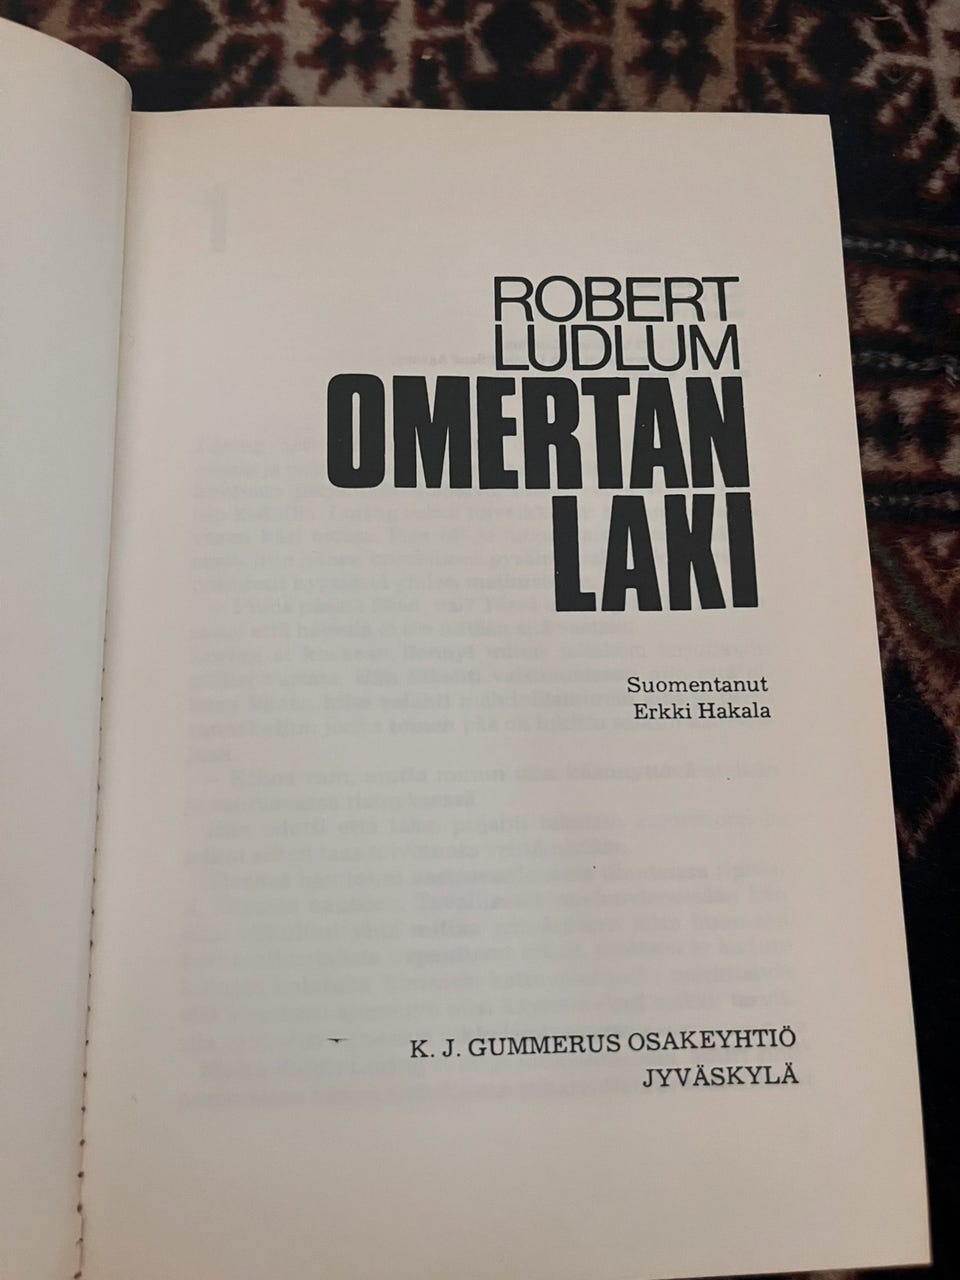 ROBERT
LUDLUM
OMERTAN
LAKI
Suomentanut
Erkki Hakala
K. J. GUMMERUS OSAKEYHTIÖ
JYVÄSKYLÄ